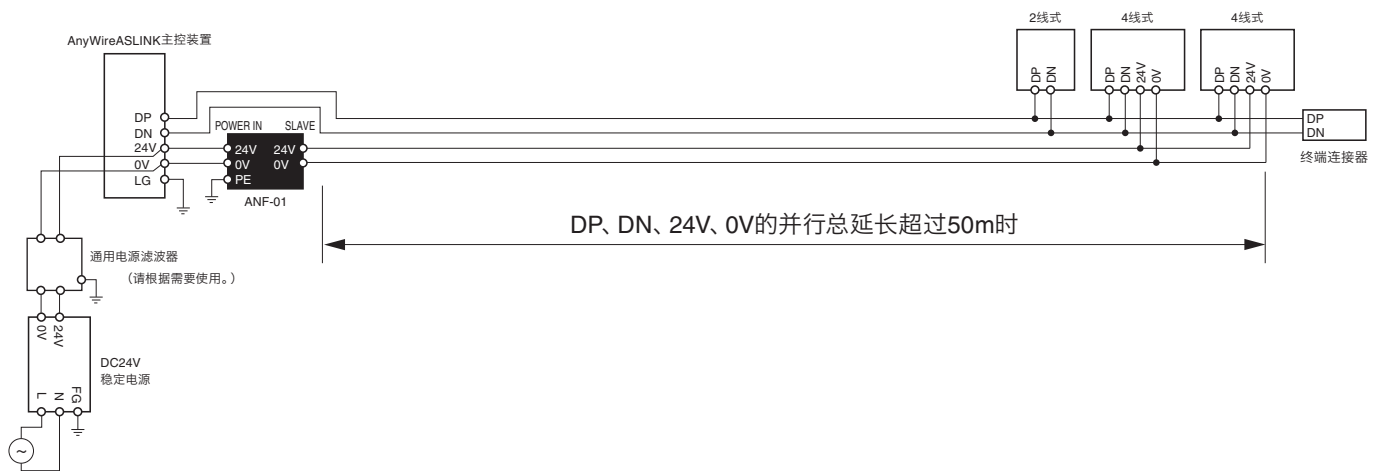 2线式
4线式
4线式
AnyWireASLINK主控装置
DP
DN
DP
DN
24V
0V
DP
DN
24V
0V
DP
DN
24V
0V
LG
POWER IN
SLAVE
24V
24V
0V
0V
PE
ANF-01
DP
DN
终端连接器
DP、DN、24V、0V的并行总延长超过50m时
通用电源滤波器
（请根据需要使用。）
0V
24V
DC24V
稳定电源
L
N
FG
~